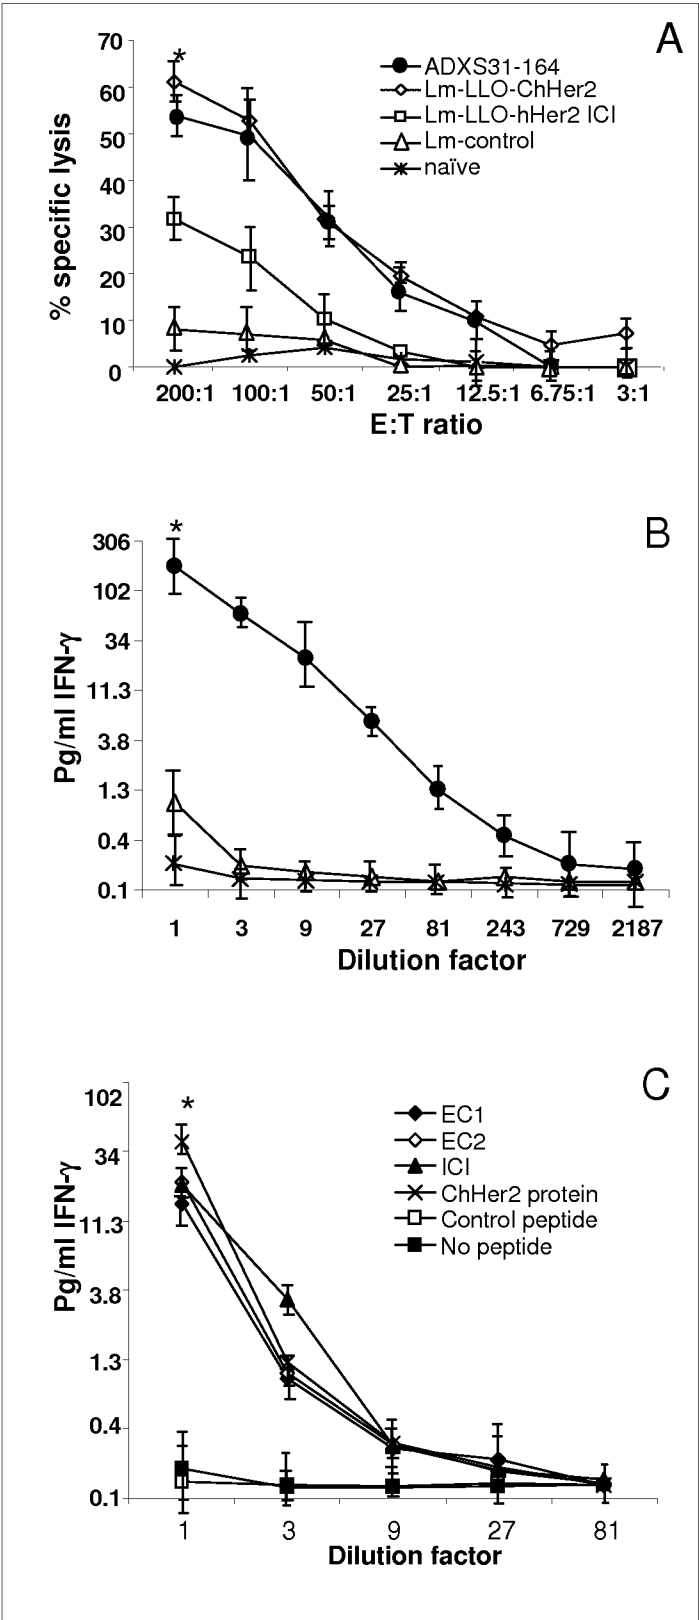 A
70
60
50
40
30
20
10
0
% specific lysis
*
ADXS31-164
Lm-LLO-ChHer2
Lm-LLO-hHer2 ICI
Lm-control
naïve
200:1 100:1 50:1 25:1 12.5:1 6.75:1 3:1
E:T ratio
B
306
102
34
11.3
3.8
1.3
0.4
0.1
Pg/ml IFN-γ
*
1 3 9 27 81 243 729 2187
Dilution factor
C
102
34
11.3
3.8
1.3
0.4
0.1
Pg/ml IFN-γ
*
EC1
EC2
ICI
ChHer2 protein
Control peptide
No peptide
1 3 9 27 81
Dilution factor